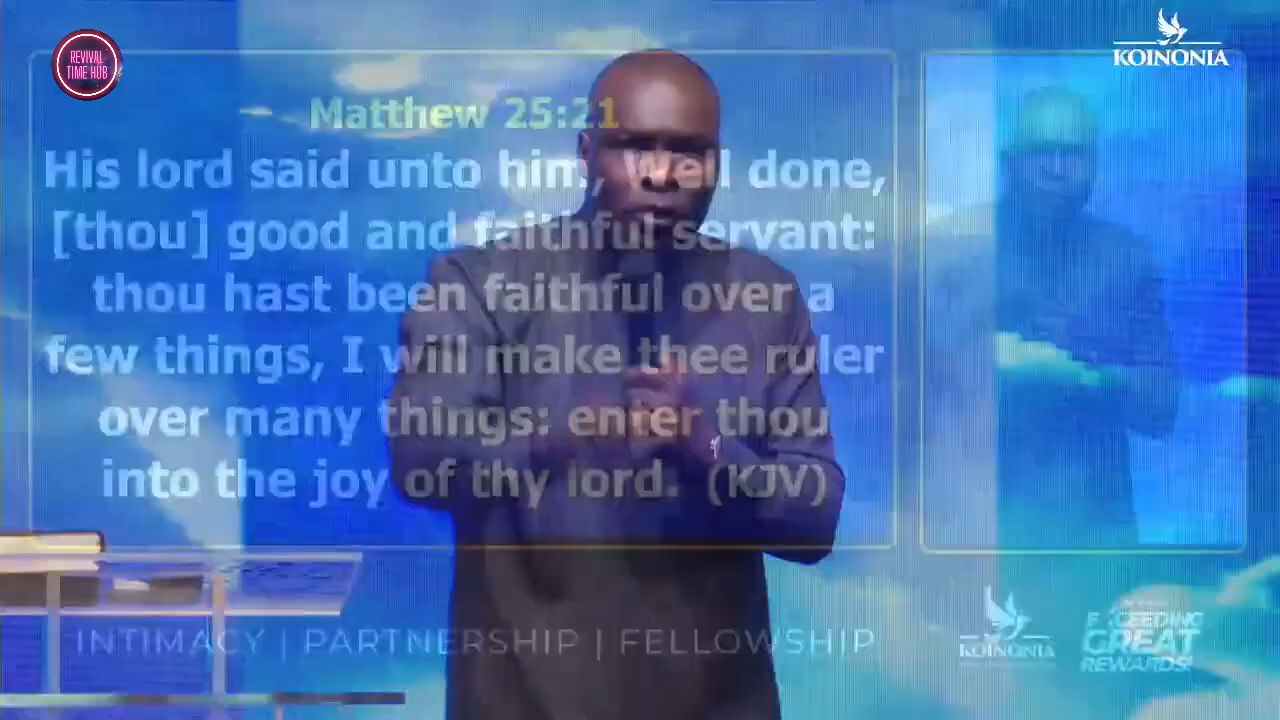 REVIVAL
TIME HUB
KOINONIA
Matthew 25:21
His lord said unto him, Well done,
[thou] good and faithful servant:
thou hast been faithful over a
few things, I will make thee ruler
over many things: enter thou
into the joy of thy lord. (KJV)
INTIMACY | PARTNERSHIP | FELLOWSHIP
KOINONIA
EXCEEDING
GREAT
REWARDS!